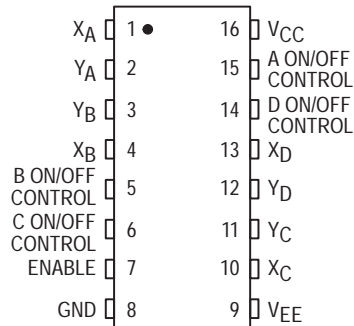 XA 1 16 VCC
YA 2 15 A ON/OFF CONTROL
YB 3 14 D ON/OFF CONTROL
XB 4 13 XD
B ON/OFF CONTROL 5 12 YD
C ON/OFF CONTROL 6 11 YC
ENABLE 7 10 XC
GND 8 9 VEE